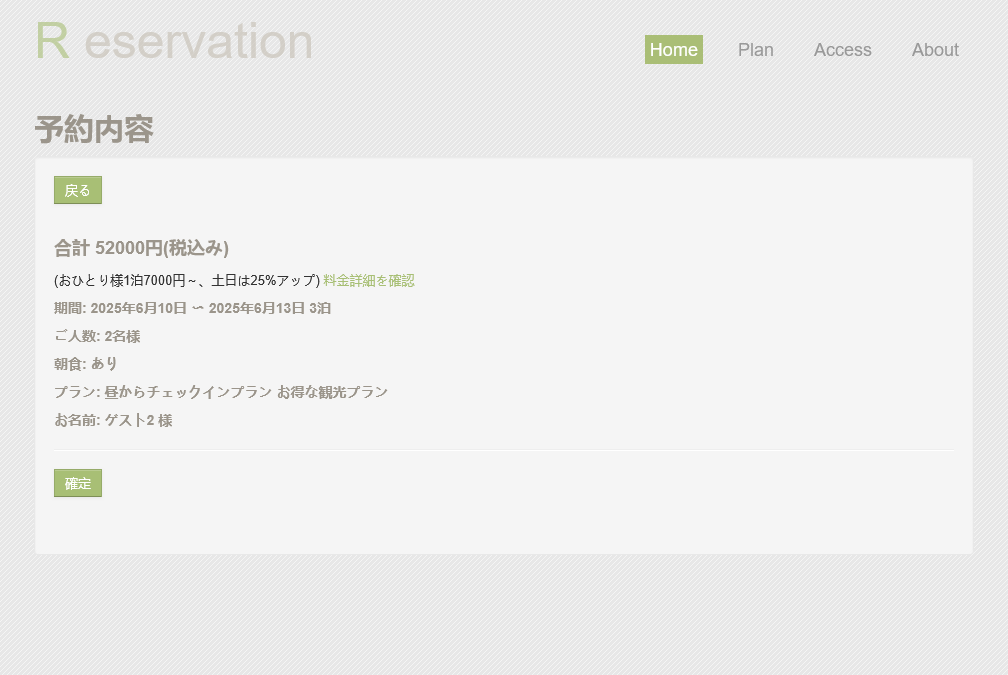 R eservation
Home Plan Access About
予約内容
戻る
合計 52000円(税込み)
(おひとり様1泊7000円～、土日は25%アップ) 料金詳細を確認
期間: 2025年6月10日 〜 2025年6月13日 3泊
ご人数: 2名様
朝食: あり
プラン: 昼からチェックインプラン お得な観光プラン
お名前: ゲスト2 様
確定